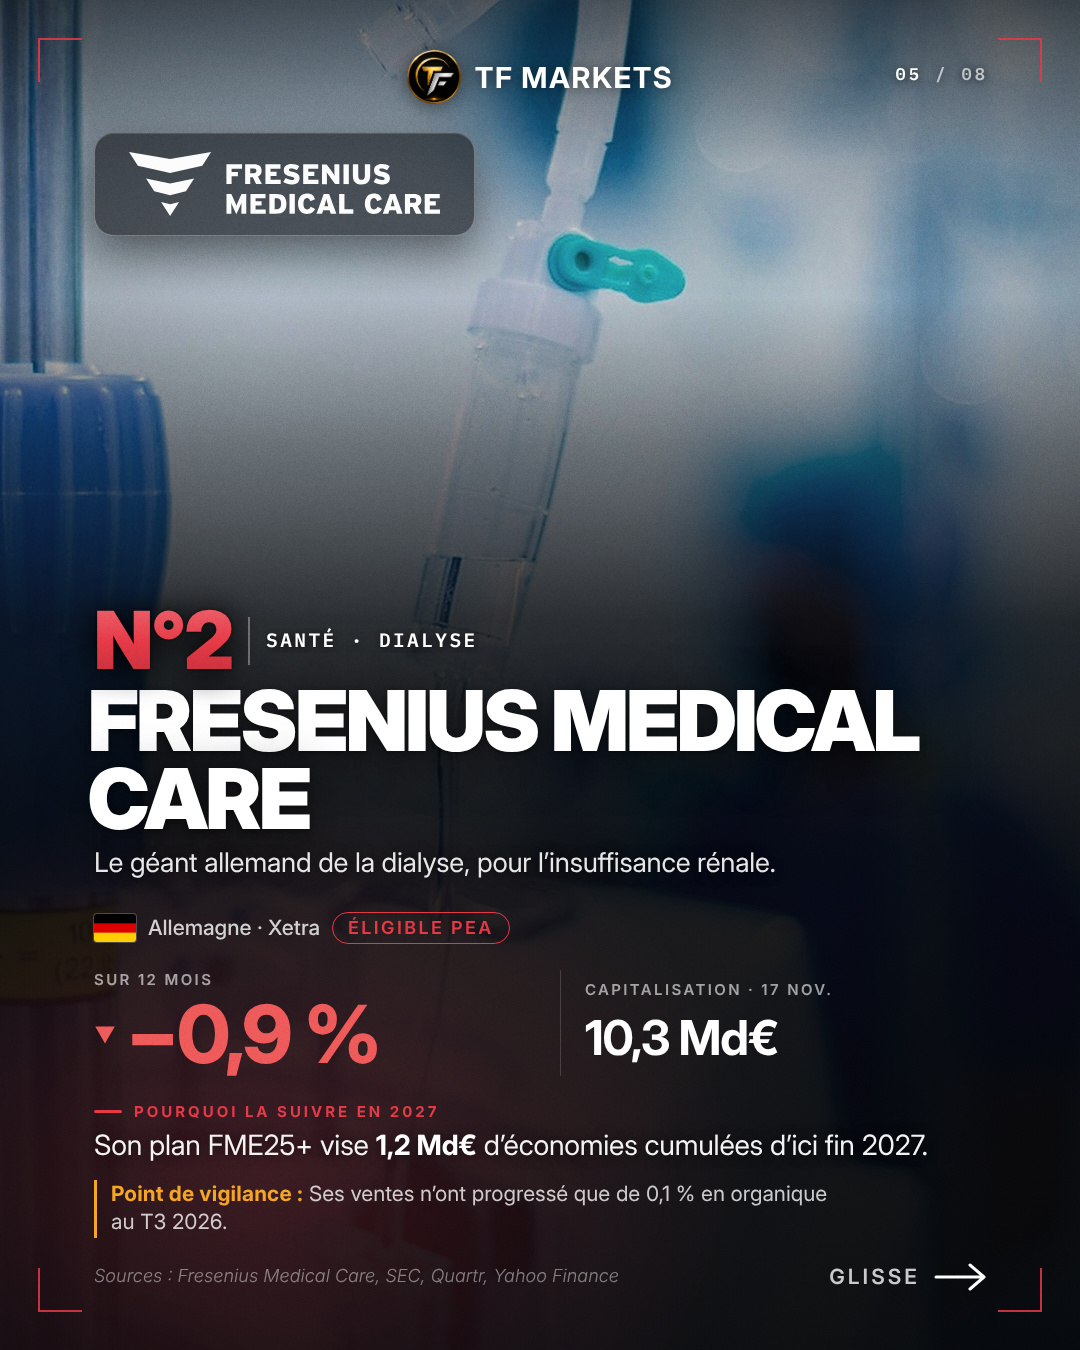 TF MARKETS
05 / 08
FRESENIUS
MEDICAL CARE
N°2
SANTÉ · DIALYSE
FRESENIUS MEDICAL
CARE
Le géant allemand de la dialyse, pour l’insuffisance rénale.
Allemagne · Xetra
ÉLIGIBLE PEA
SUR 12 MOIS
▼ –0,9 %
CAPITALISATION · 17 NOV.
10,3 Md€
POURQUOI LA SUIVRE EN 2027
Son plan FME25+ vise 1,2 Md€ d’économies cumulées d’ici fin 2027.
Point de vigilance : Ses ventes n’ont progressé que de 0,1 % en organique
au T3 2026.
Sources : Fresenius Medical Care, SEC, Quartr, Yahoo Finance
GLISSE